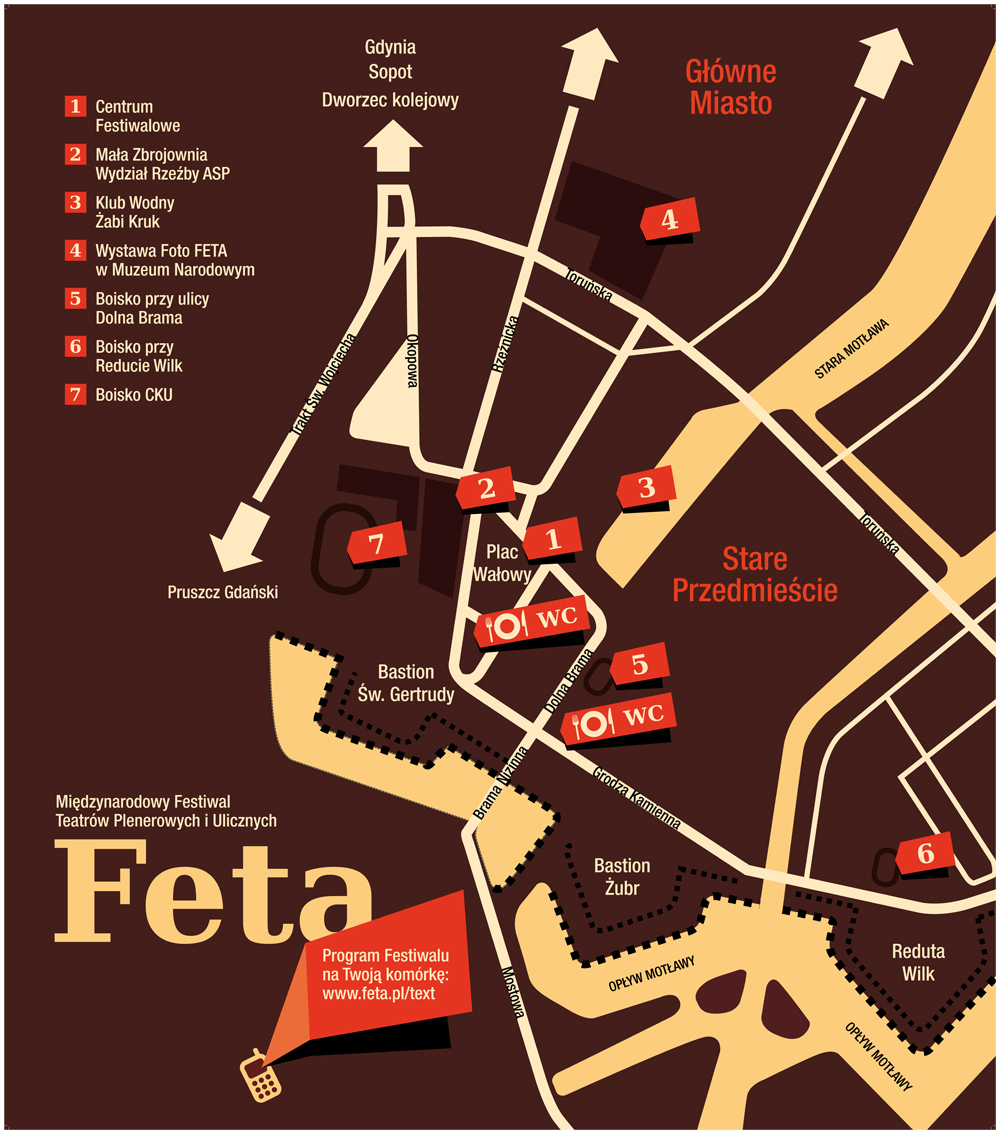 Gdynia
Sopot
Dworzec kolejowy
Główne
Miasto
1 Centrum
Festiwalowe
2 Mała Zbrojownia
Wydział Rzeźby ASP
3 Klub Wodny
Żabi Kruk
4 Wystawa Foto FETA
w Muzeum Narodowym
5 Boisko przy ulicy
Dolna Brama
6 Boisko przy
Reducie Wilk
7 Boisko CKU
4
Toruńska
Rzeźnicka
Okopowa
Trakt Św. Wojciecha
STARA MOTŁAWA
2
3
1
7
Plac
Wałowy
Toruńska
Stare
Przedmieście
Pruszcz Gdański
WC
5
Bastion
Św. Gertrudy
Dolna Brama
WC
Brama Nizinna
Grodza Kamienna
Międzynarodowy Festiwal
Teatrów Plenerowych i Ulicznych
Feta
6
Bastion
Żubr
Reduta
Wilk
Program Festiwalu
na Twoją komórkę:
www.feta.pl/text
Mostowa
OPŁYW MOTŁAWY
OPŁYW MOTŁAWY